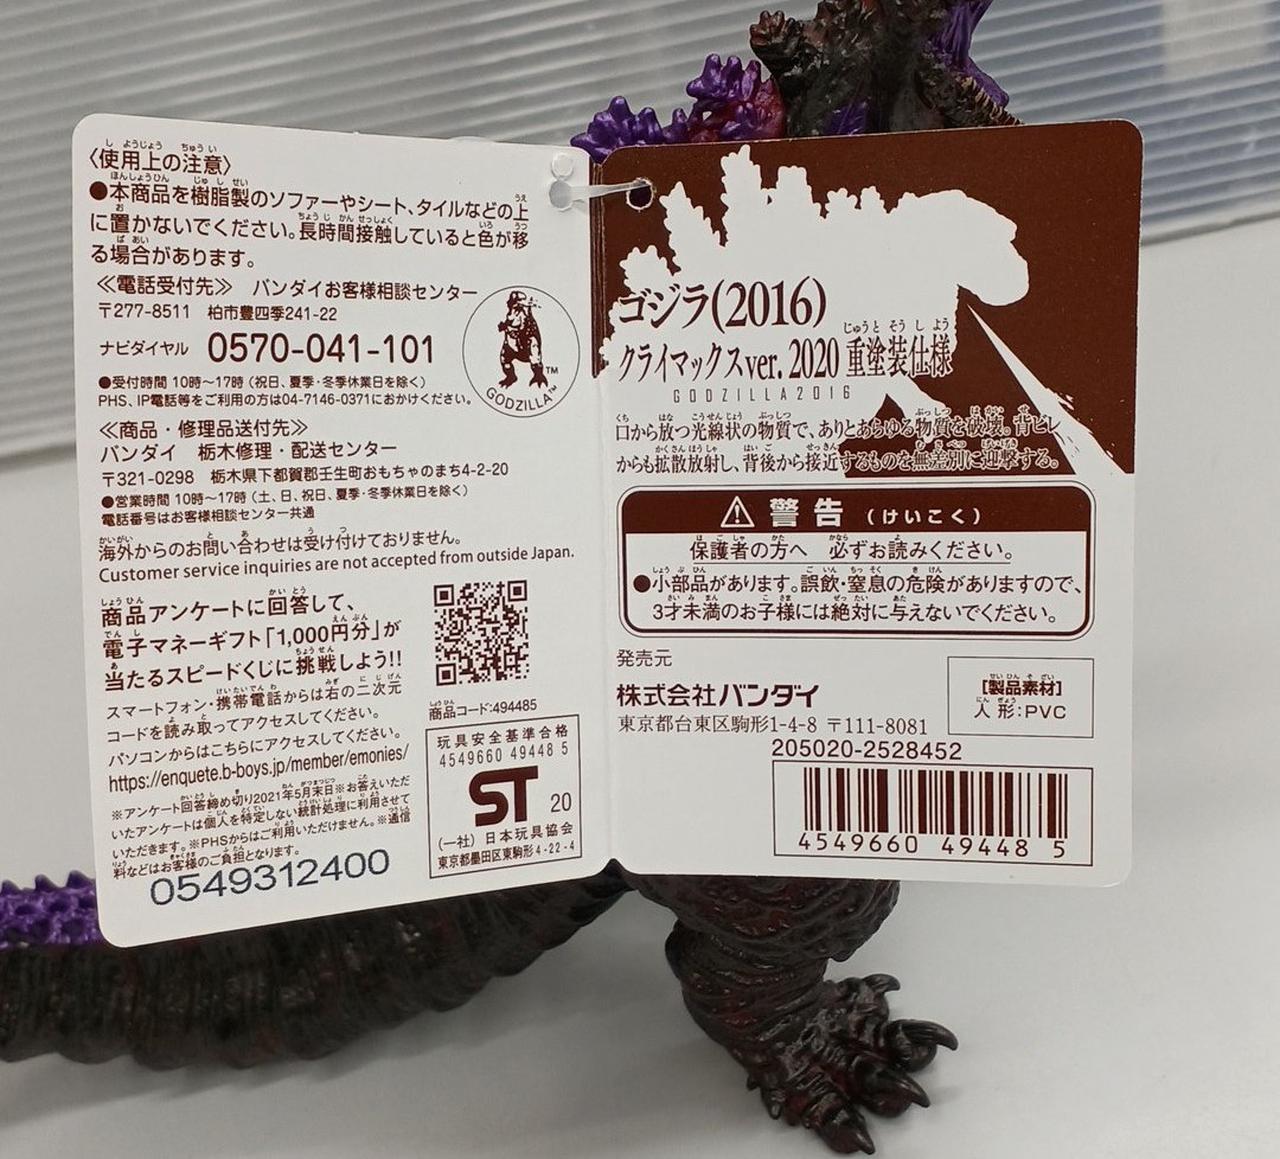 〈使用上の注意〉
●本商品を樹脂製のソファーやシート、タイルなどの上
に置かないでください。長時間接触していると色が移
る場合があります。
≪電話受付先≫ バンダイお客様相談センター
〒277-8511 柏市豊四季241-22
ナビダイヤル 0570-041-101
●受付時間 10時～17時（祝日、夏季・冬季休業日を除く）
PHS、IP電話等をご利用の方は04-7146-0371におかけください。
≪商品・修理品送付先≫
バンダイ 栃木修理・配送センター
〒321-0298 栃木県下都賀郡壬生町おもちゃのまち4-2-20
●営業時間 10時～17時（土、日、祝日、夏季・冬季休業日を除く）
電話番号はお客様相談センター共通
海外からのお問い合わせは受け付けておりません。
Customer service inquiries are not accepted from outside Japan.
商品アンケートに回答して、
電子マネーギフト「1,000円分」が
当たるスピードくじに挑戦しよう!!
スマートフォン・携帯電話からは右の二次元
コードを読み取ってアクセスしてください。
パソコンからはこちらにアクセスしてください。
https://enquete.b-boys.jp/member/emonies/
※アンケート回答締め切り2021年5月末日※お答えいただ
いたアンケートは個人を特定しない統計処理に利用させて
いただきます。※PHSからはご利用いただけません。※通信
料などはお客様のご負担となります。
0549312400
GODZILLA™
TM
商品コード:494485
玩具安全基準合格
4549660 49448 5
ST 20
(一社) 日本玩具協会
東京都墨田区東駒形4-22-4
ゴジラ(2016)
クライマックスver. 2020 重塗装仕様
GODZILLA2016
口から放つ光線状の物質で、ありとあらゆる物質を破壊。背ビレ
からも拡散放射し、背後から接近するものを無差別に迎撃する。
警告（けいこく）
保護者の方へ 必ずお読みください。
●小部品があります。誤飲・窒息の危険がありますので、
3才未満のお子様には絶対に与えないでください。
発売元
株式会社バンダイ
東京都台東区駒形1-4-8 〒111-8081
[製品素材]
人形:PVC
205020-2528452
4549660 49448 5